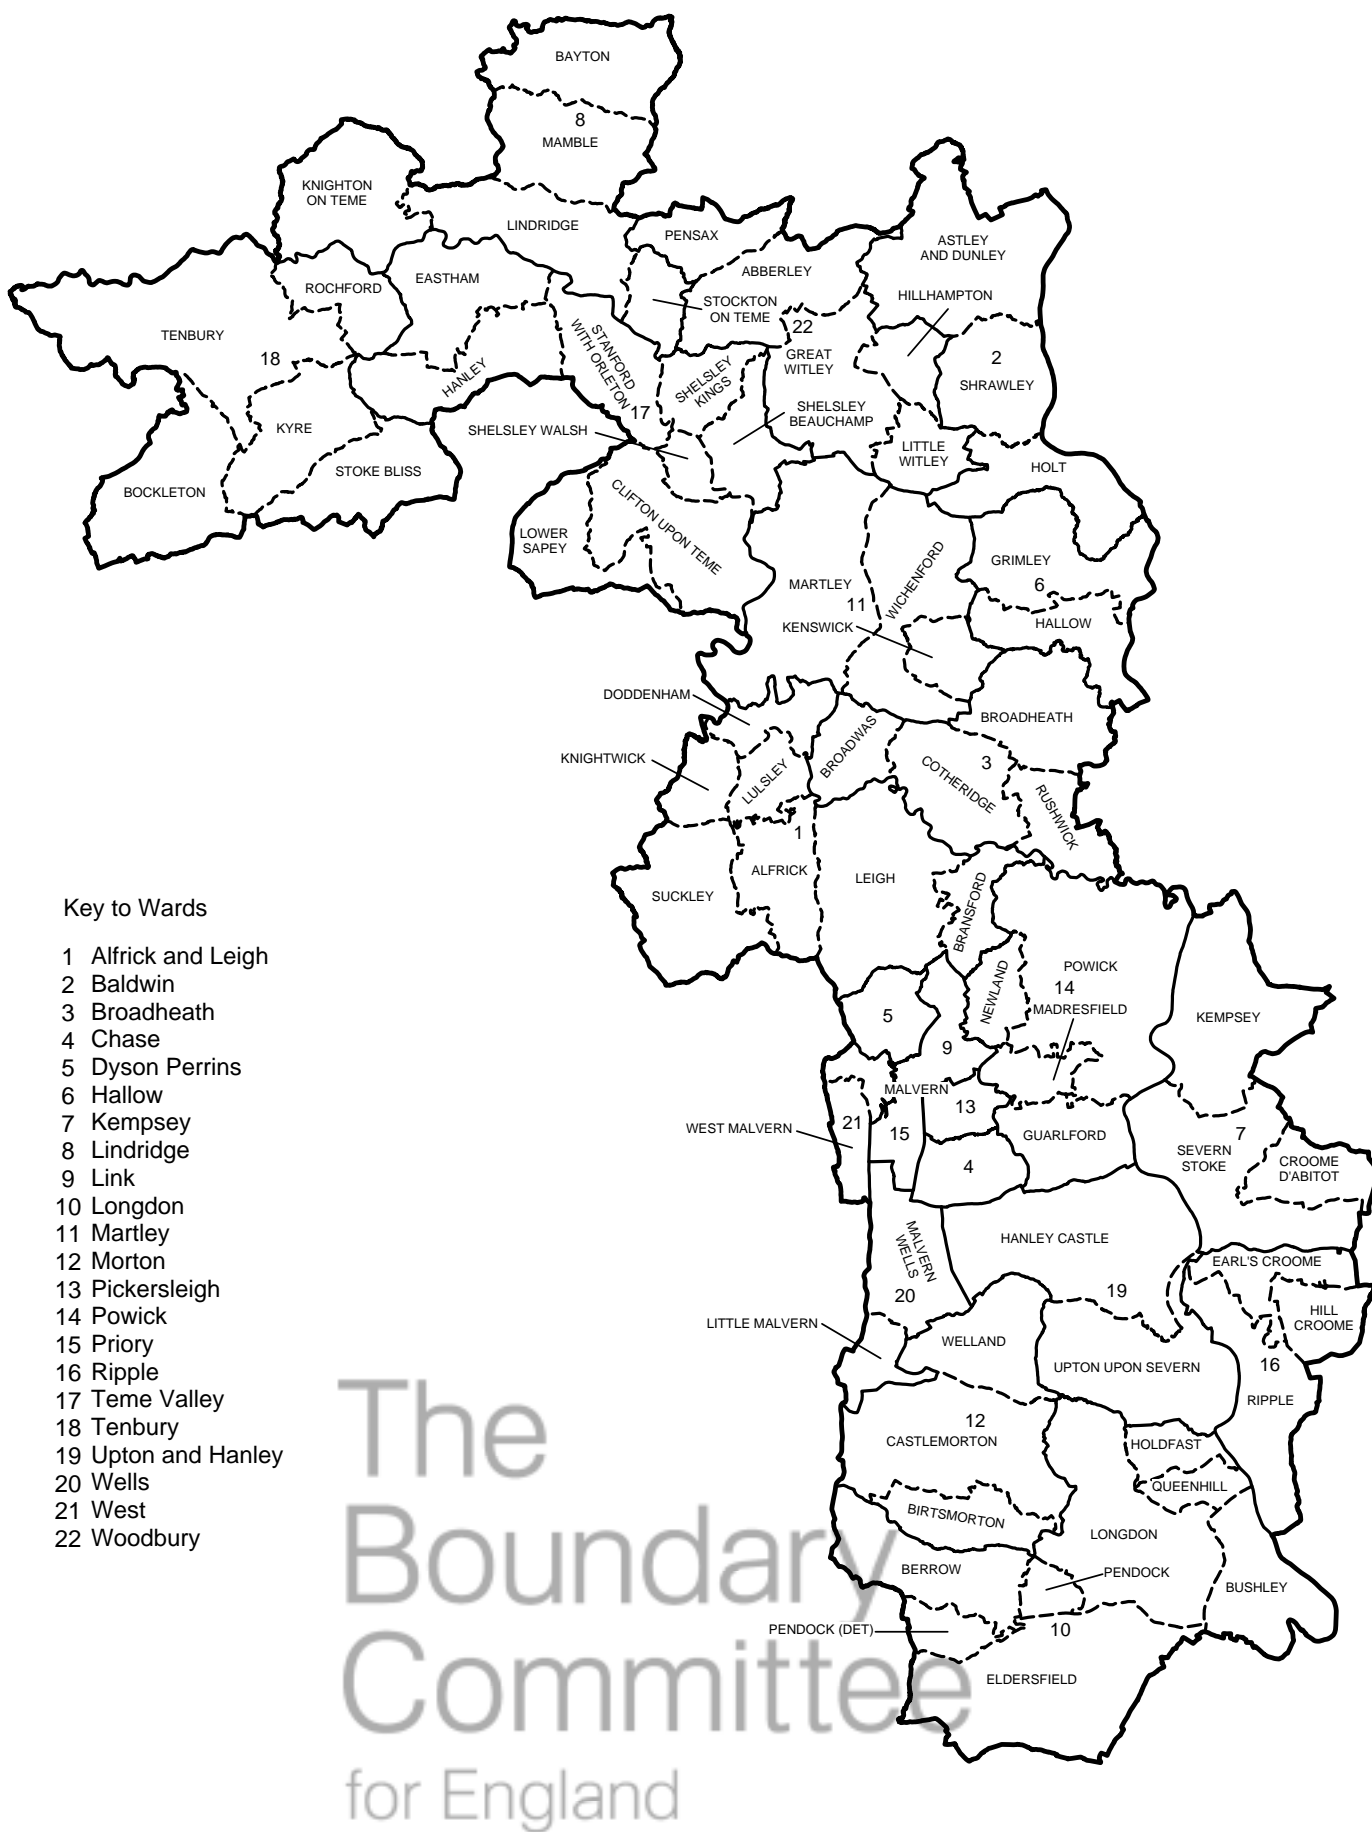 BAYTON
8
MAMBLE
KNIGHTON
ON TEME
LINDRIDGE
PENSAX
ASTLEY
AND DUNLEY
ABBERLEY
EASTHAM
ROCHFORD
HILLHAMPTON
STOCKTON
ON TEME
TENBURY
22
18
STANFORD
WITH ORLETON
GREAT
WITLEY
2
SHRAWLEY
HANLEY
SHELSLEY
KINGS
17
SHELSLEY
BEAUCHAMP
KYRE
SHELSLEY WALSH
LITTLE
WITLEY
HOLT
STOKE BLISS
BOCKLETON
CLIFTON UPON TEME
LOWER
SAPEY
GRIMLEY
WICHENFORD
MARTLEY
6
11
HALLOW
KENSWICK
DODDENHAM
BROADHEATH
BROADWAS
KNIGHTWICK
3
COTHERIDGE
LULSLEY
RUSHWICK
1
ALFRICK
LEIGH
SUCKLEY
BRANSFORD
Key to Wards
1 Alfrick and Leigh
2 Baldwin
3 Broadheath
4 Chase
5 Dyson Perrins
6 Hallow
7 Kempsey
8 Lindridge
9 Link
10 Longdon
11 Martley
12 Morton
13 Pickersleigh
14 Powick
15 Priory
16 Ripple
17 Teme Valley
18 Tenbury
19 Upton and Hanley
20 Wells
21 West
22 Woodbury
POWICK
14
NEWLAND
MADRESFIELD
KEMPSEY
5
9
MALVERN
13
21
15
WEST MALVERN
GUARLFORD
7
SEVERN
STOKE
4
CROOME
D'ABITOT
MALVERN
WELLS
HANLEY CASTLE
EARL'S CROOME
20
19
HILL
CROOME
LITTLE MALVERN
WELLAND
UPTON UPON SEVERN
16
RIPPLE
12
CASTLEMORTON
HOLDFAST
QUEENHILL
BIRTSMORTON
LONGDON
BERROW
PENDOCK
BUSHLEY
PENDOCK (DET)
10
ELDERSFIELD
The
Boundary
Committee
for England